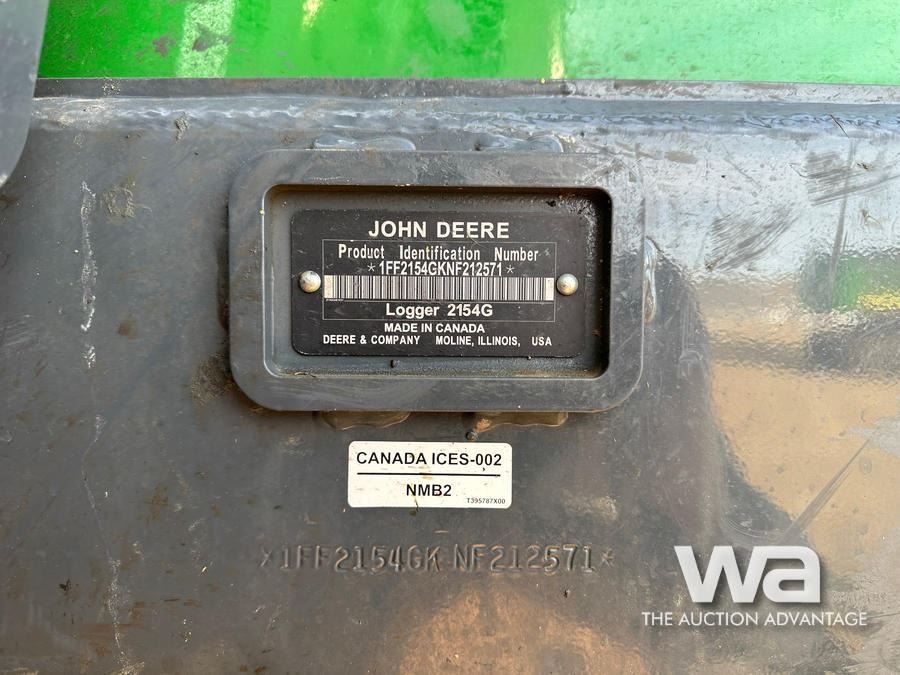 JOHN DEERE
Product Identification Number
*1FF2154GKNF212571*
Logger 2154G
MADE IN CANADA
DEERE & COMPANY MOLINE, ILLINOIS, USA
CANADA ICES-002
NMB2
T395787X00
*1FF2154GK NF212571*
wa
THE AUCTION ADVANTAGE